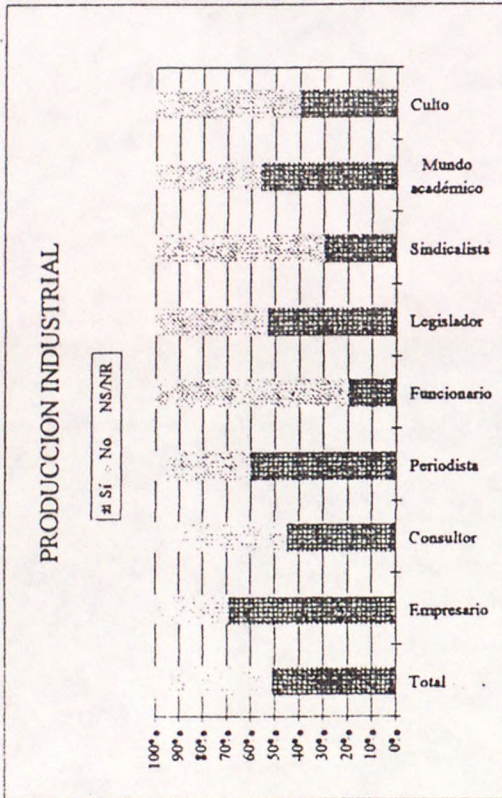 PRODUCCION INDUSTRIAL
Sí No NS/NR
100%
90%
80%
70%
60%
50%
40%
30%
20%
10%
0%
Total
Empresario
Consultor
Periodista
Funcionario
Legislador
Sindicalista
Mundo
académico
Culto